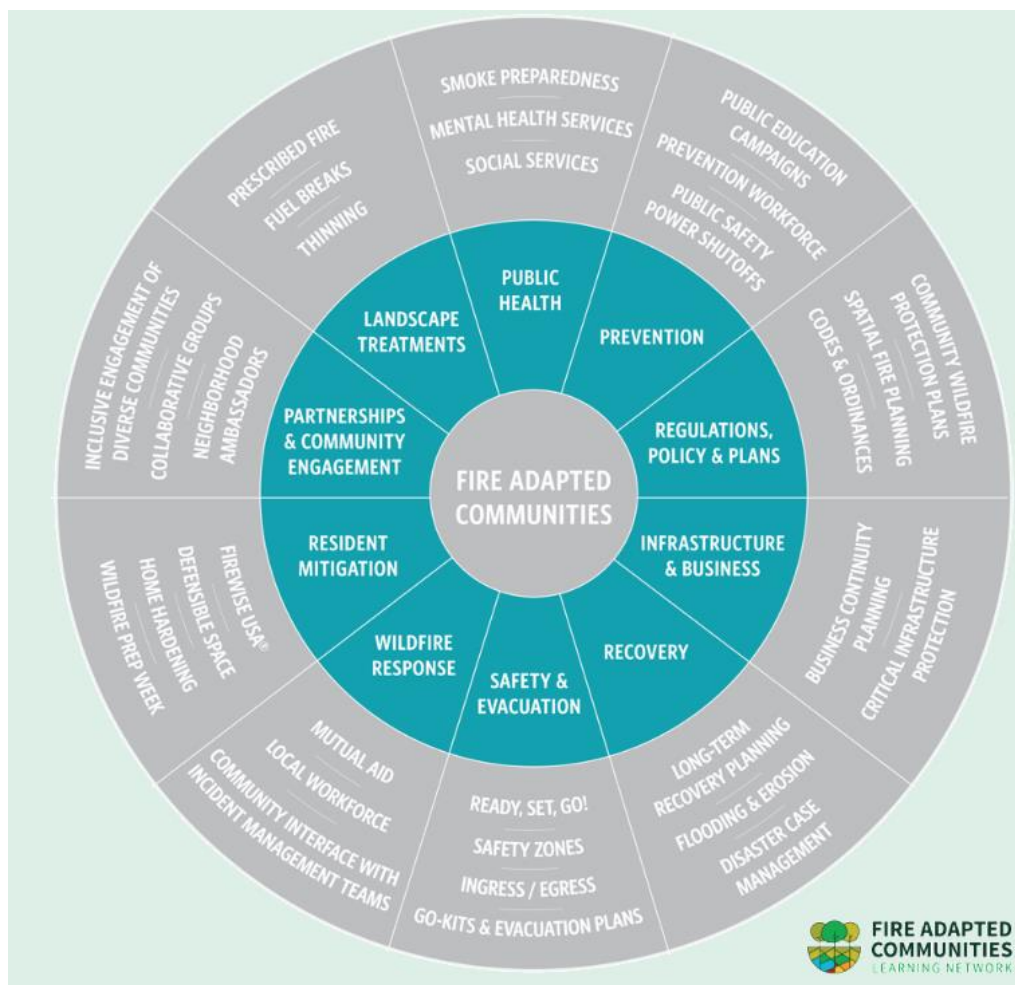 FIRE ADAPTED
COMMUNITIES
PUBLIC
HEALTH
SMOKE PREPAREDNESS
MENTAL HEALTH SERVICES
SOCIAL SERVICES
PREVENTION
PUBLIC EDUCATION
CAMPAIGNS
PREVENTION WORKFORCE
PUBLIC SAFETY
POWER SHUTOFFS
REGULATIONS,
POLICY & PLANS
COMMUNITY WILDFIRE
PROTECTION PLANS
SPATIAL FIRE PLANNING
CODES & ORDINANCES
INFRASTRUCTURE
& BUSINESS
BUSINESS CONTINUITY
PLANNING
CRITICAL INFRASTRUCTURE
PROTECTION
RECOVERY
LONG-TERM
RECOVERY PLANNING
FLOODING & EROSION
DISASTER CASE
MANAGEMENT
SAFETY &
EVACUATION
READY, SET, GO!
SAFETY ZONES
INGRESS / EGRESS
GO-KITS & EVACUATION PLANS
WILDFIRE
RESPONSE
MUTUAL AID
LOCAL WORKFORCE
COMMUNITY INTERFACE WITH
INCIDENT MANAGEMENT TEAMS
RESIDENT
MITIGATION
FIREWISE USA®
DEFENSIBLE SPACE
HOME HARDENING
WILDFIRE PREP WEEK
PARTNERSHIPS
& COMMUNITY
ENGAGEMENT
INCLUSIVE ENGAGEMENT OF
DIVERSE COMMUNITIES
COLLABORATIVE GROUPS
NEIGHBORHOOD
AMBASSADORS
LANDSCAPE
TREATMENTS
PRESCRIBED FIRE
FUEL BREAKS
THINNING
FIRE ADAPTED
COMMUNITIES
LEARNING NETWORK